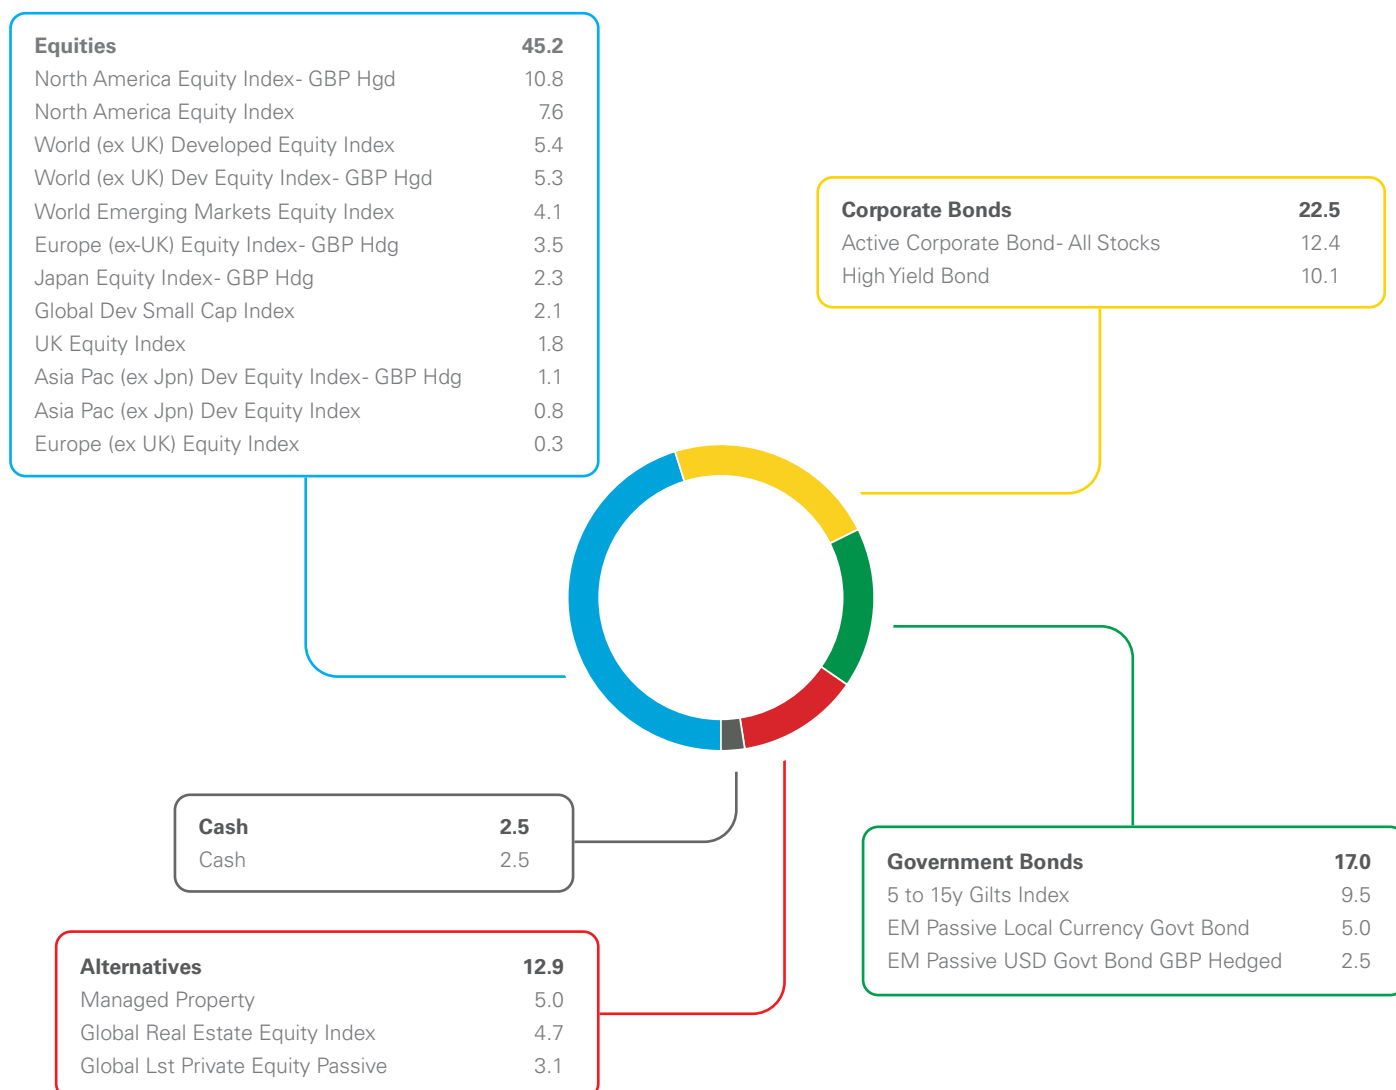 Equities 45.2
North America Equity Index- GBP Hgd 10.8
North America Equity Index 7.6
World (ex UK) Developed Equity Index 5.4
World (ex UK) Dev Equity Index- GBP Hgd 5.3
World Emerging Markets Equity Index 4.1
Europe (ex-UK) Equity Index- GBP Hdg 3.5
Japan Equity Index- GBP Hdg 2.3
Global Dev Small Cap Index 2.1
UK Equity Index 1.8
Asia Pac (ex Jpn) Dev Equity Index- GBP Hdg 1.1
Asia Pac (ex Jpn) Dev Equity Index 0.8
Europe (ex UK) Equity Index 0.3
Corporate Bonds 22.5
Active Corporate Bond- All Stocks 12.4
High Yield Bond 10.1
Cash 2.5
Cash 2.5
Government Bonds 17.0
5 to 15y Gilts Index 9.5
EM Passive Local Currency Govt Bond 5.0
EM Passive USD Govt Bond GBP Hedged 2.5
Alternatives 12.9
Managed Property 5.0
Global Real Estate Equity Index 4.7
Global Lst Private Equity Passive 3.1